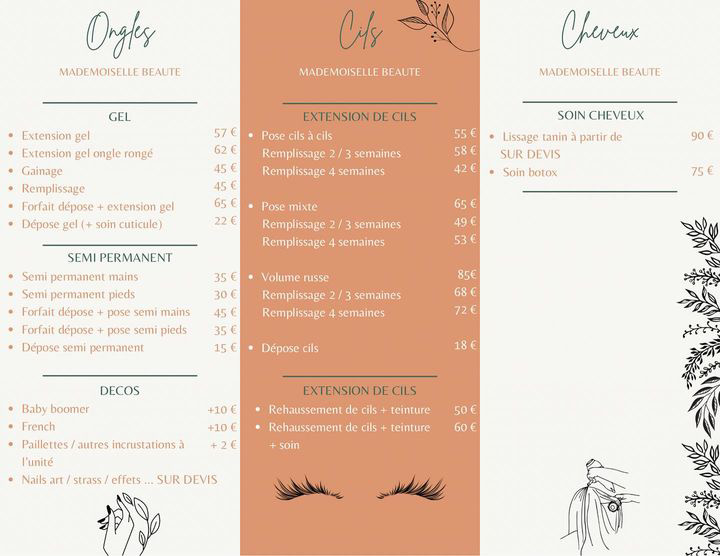 Ongles
MADEMOISELLE BEAUTE
GEL
• Extension gel 57 €
• Extension gel ongle rongé 62 €
• Gainage 45 €
• Remplissage 45 €
• Forfait dépose + extension gel 65 €
• Dépose gel (+ soin cuticule) 22 €
SEMI PERMANENT
• Semi permanent mains 35 €
• Semi permanent pieds 30 €
• Forfait dépose + pose semi mains 45 €
• Forfait dépose + pose semi pieds 35 €
• Dépose semi permanent 15 €
DECOS
• Baby boomer +10 €
• French +10 €
• Paillettes / autres incrustations à + 2 €
l'unité
• Nails art / strass / effets ... SUR DEVIS
Cils
MADEMOISELLE BEAUTE
EXTENSION DE CILS
• Pose cils à cils 55 €
Remplissage 2 / 3 semaines 58 €
Remplissage 4 semaines 42 €
• Pose mixte 65 €
Remplissage 2 / 3 semaines 49 €
Remplissage 4 semaines 53 €
• Volume russe 85€
Remplissage 2 / 3 semaines 68 €
Remplissage 4 semaines 72 €
• Dépose cils 18 €
EXTENSION DE CILS
• Rehaussement de cils + teinture 50 €
• Rehaussement de cils + teinture 60 €
+ soin
Cheveux
MADEMOISELLE BEAUTE
SOIN CHEVEUX
• Lissage tanin à partir de 90 €
SUR DEVIS
• Soin botox 75 €